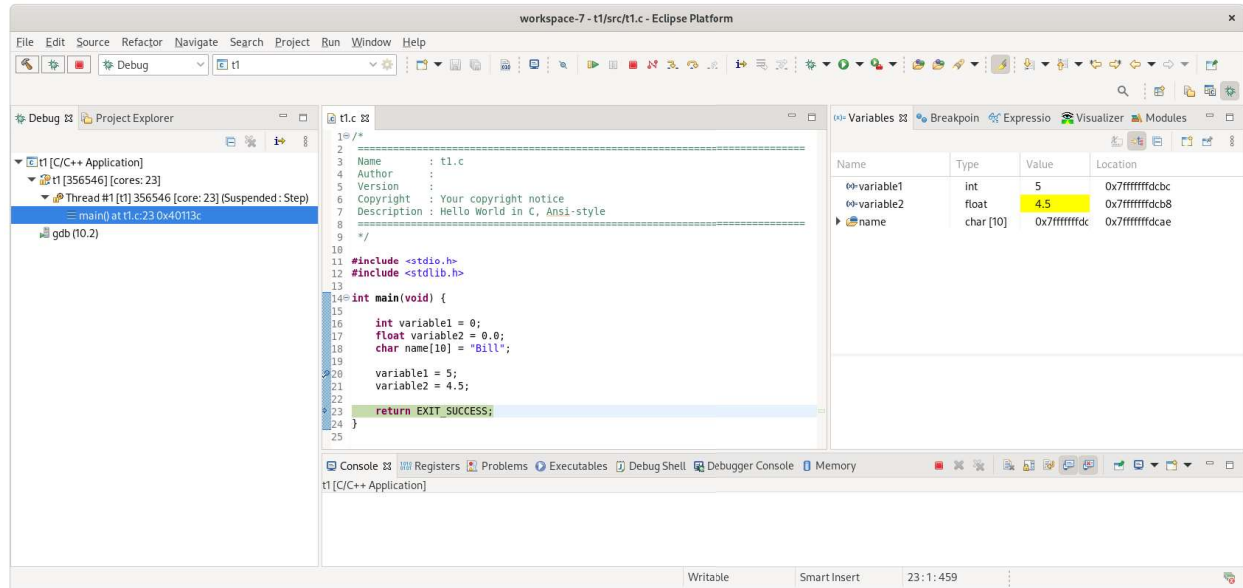 workspace-7 - t1/src/t1.c - Eclipse Platform
File Edit Source Refactor Navigate Search Project Run Window Help
Debug t1
Debug Project Explorer
t1 [C/C++ Application]
t1 [356546] [cores: 23]
Thread #1 [t1] 356546 [core: 23] (Suspended : Step)
main() at t1.c:23 0x40113c
gdb (10.2)
t1.c
1 /*
2 ==============================================================================
3 Name : t1.c
4 Author :
5 Version :
6 Copyright : Your copyright notice
7 Description : Hello World in C, Ansi-style
8 ==============================================================================
9 */
10
11 #include <stdio.h>
12 #include <stdlib.h>
13
14 int main(void) {
15
16 int variable1 = 0;
17 float variable2 = 0.0;
18 char name[10] = "Bill";
19
20 variable1 = 5;
21 variable2 = 4.5;
22
23 return EXIT_SUCCESS;
24 }
25
(x)= Variables Breakpoin Expressio Visualizer Modules
Name Type Value Location
(x)= variable1 int 5 0x7fffffffdcbc
(x)= variable2 float 4.5 0x7fffffffdcb8
name char [10] 0x7fffffffdc 0x7fffffffdcae
Console Registers Problems Executables Debug Shell Debugger Console Memory
t1 [C/C++ Application]
Writable Smart Insert 23 : 1 : 459